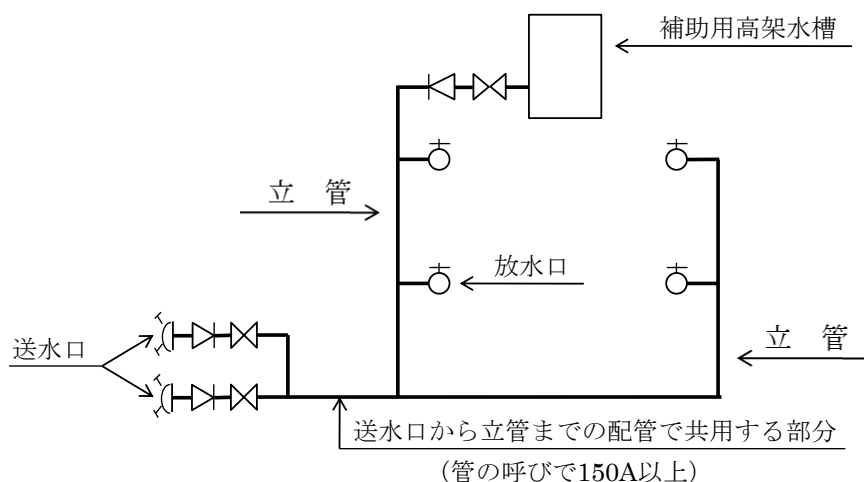 補助用高架水槽
立　管
放水口
送水口
立　管
送水口から立管までの配管で共用する部分
（管の呼びで150A以上）